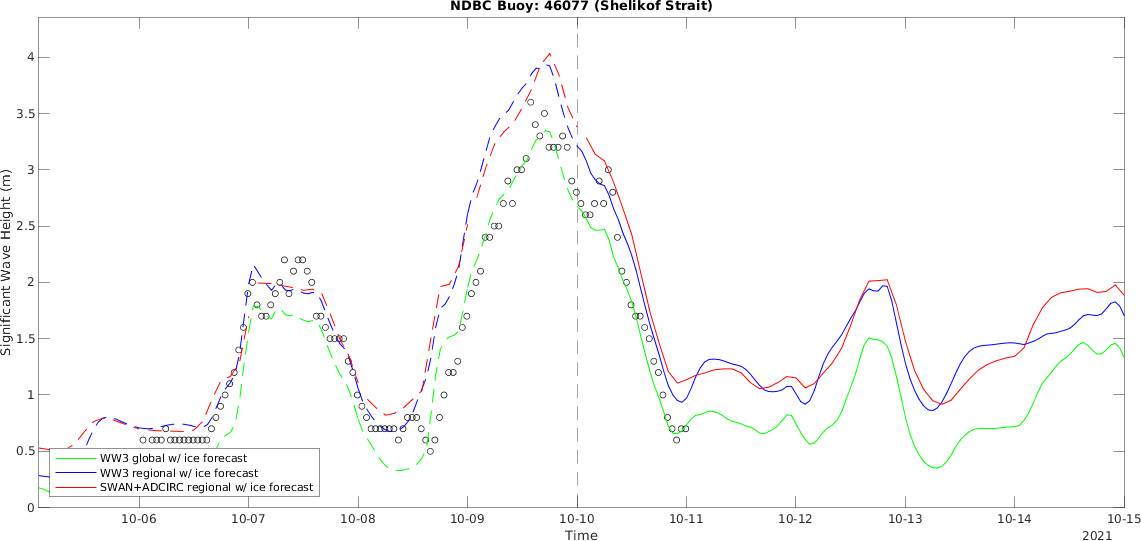 NDBC Buoy: 46077 (Shelikof Strait)
Significant Wave Height (m)
4
3.5
3
2.5
2
1.5
1
0.5
0
WW3 global w/ ice forecast
WW3 regional w/ ice forecast
SWAN+ADCIRC regional w/ ice forecast
10-06 10-07 10-08 10-09 10-10 10-11 10-12 10-13 10-14 10-15
Time
2021